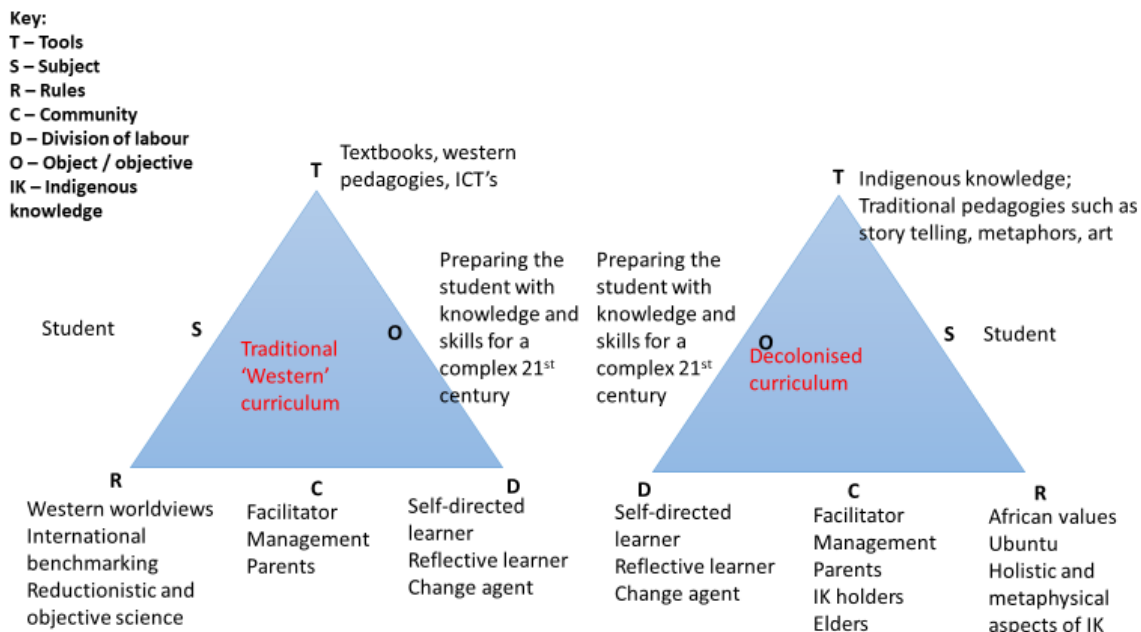 Key:
T – Tools
S – Subject
R – Rules
C – Community
D – Division of labour
O – Object / objective
IK – Indigenous
knowledge
T
Textbooks, western
pedagogies, ICT's
Student
S
O
Preparing the
student with
knowledge and
skills for a
complex 21st
century
Traditional
‘Western’
curriculum
R
C
D
Western worldviews
International
benchmarking
Reductionistic and
objective science
Facilitator
Management
Parents
Self-directed
learner
Reflective learner
Change agent
T
Indigenous knowledge;
Traditional pedagogies such as
story telling, metaphors, art
Preparing the
student with
knowledge and
skills for a
complex 21st
century
O
S
Student
Decolonised
curriculum
D
C
R
Self-directed
learner
Reflective learner
Change agent
Facilitator
Management
Parents
IK holders
Elders
African values
Ubuntu
Holistic and
metaphysical
aspects of IK